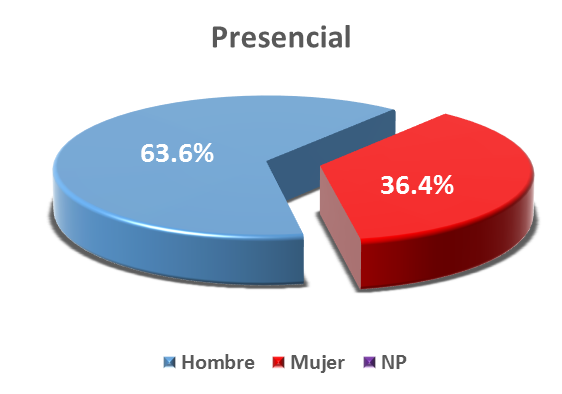 Presencial
63.6%
36.4%
Hombre Mujer NP